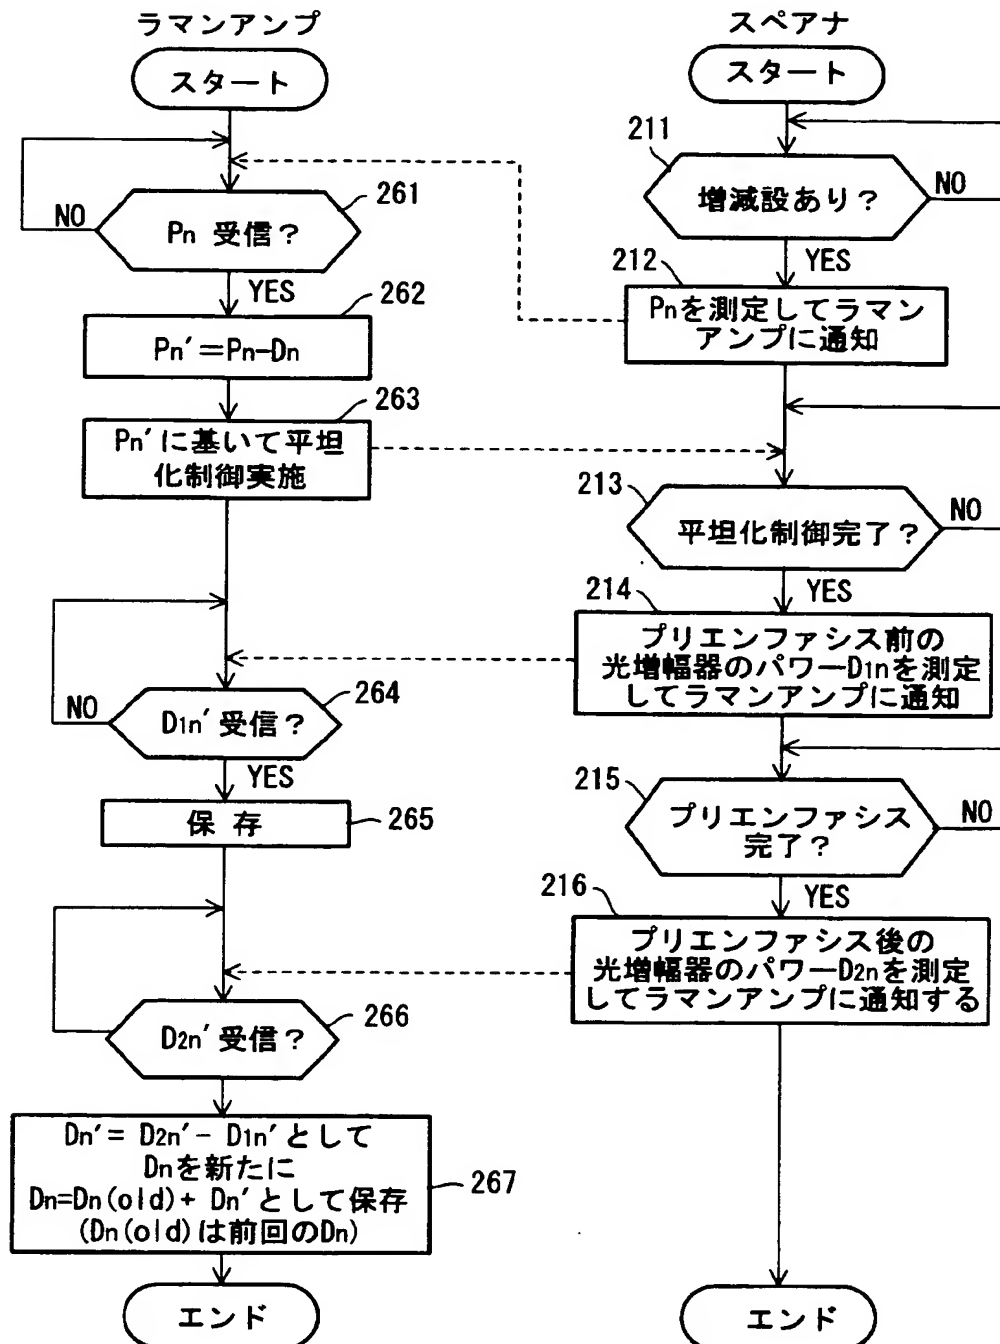 ラマンアンプ
スタート
261
Pn 受信?
NO
YES
262
Pn'=Pn-Dn
263
Pn'に基いて平坦
化制御実施
264
D1n'受信?
NO
YES
保 存
265
266
D2n'受信?
Dn'= D2n'- D1n'として
Dnを新たに
Dn=Dn(old)+ Dn'として保存
(Dn(old)は前回のDn)
267
エンド
スペアナ
スタート
211
増減設あり?
NO
YES
212
Pnを測定してラマン
アンプに通知
213
平坦化制御完了?
NO
YES
214
プリエンファシス前の
光増幅器のパワーD1nを測定
してラマンアンプに通知
215
プリエンファシス
完了?
NO
YES
216
プリエンファシス後の
光増幅器のパワーD2nを測定
してラマンアンプに通知する
エンド